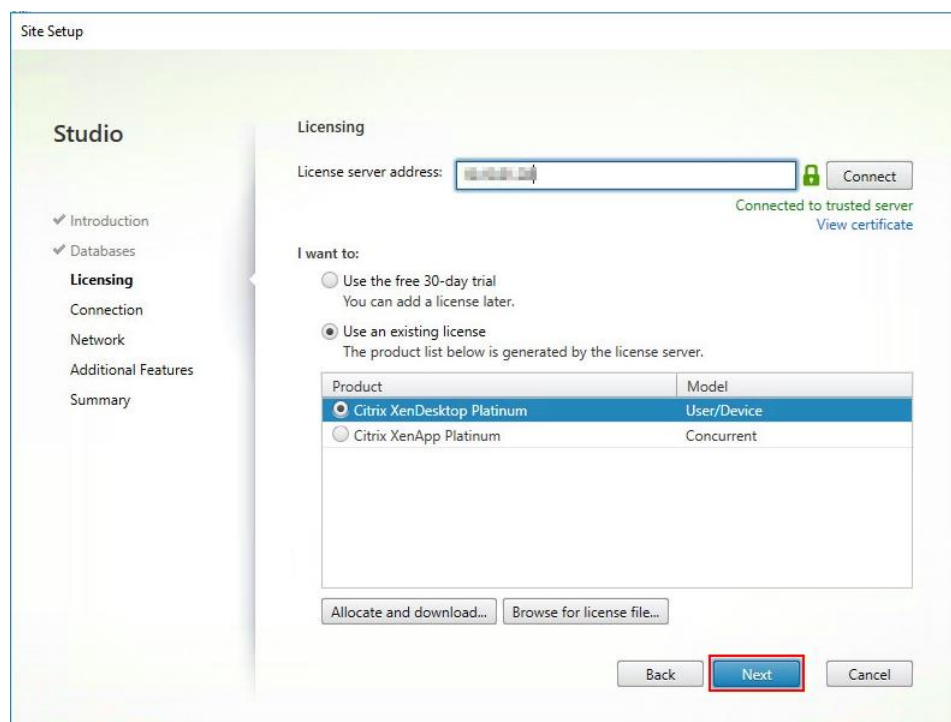 Site Setup
Studio
Introduction
Databases
Licensing
Connection
Network
Additional Features
Summary
Licensing
License server address:
Connect
Connected to trusted server
View certificate
I want to:
Use the free 30-day trial
You can add a license later.
Use an existing license
The product list below is generated by the license server.
Product Model
Citrix XenDesktop Platinum User/Device
Citrix XenApp Platinum Concurrent
Allocate and download... Browse for license file...
Back Next Cancel